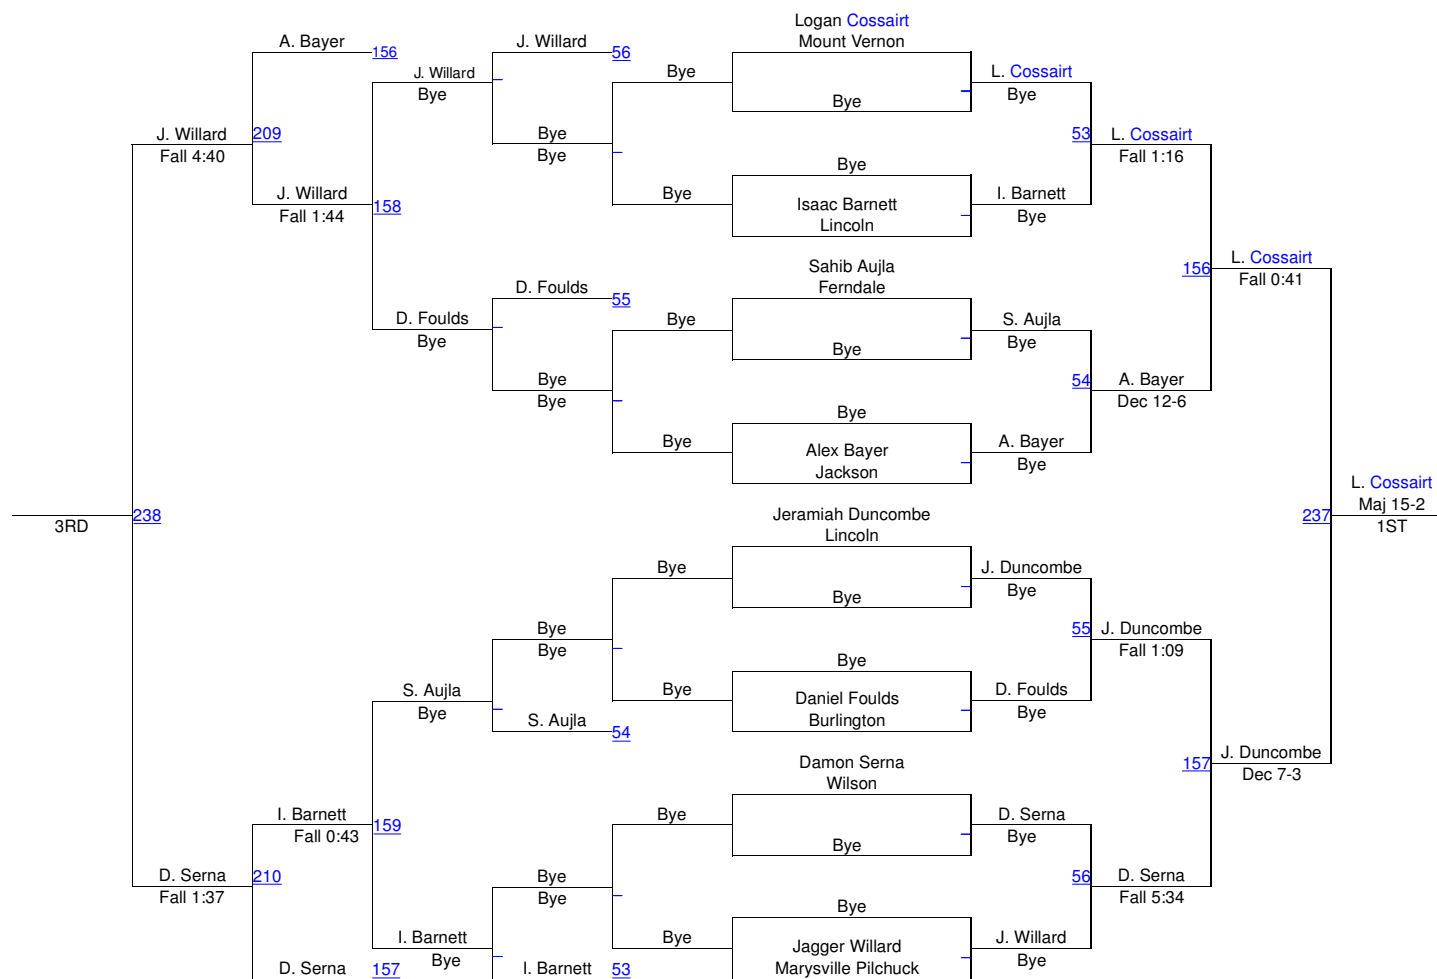 Logan Cossairt
A. Bayer
156
J. Willard
56
Mount Vernon
J. Willard
Bye
Bye
L. Cossairt
Bye
Bye
J. Willard
209
Fall 4:40
Bye
Bye
53
L. Cossairt
Fall 1:16
Bye
J. Willard
Fall 1:44
158
Bye
Isaac Barnett
Lincoln
I. Barnett
Bye
Sahib Aujla
Ferndale
156
L. Cossairt
Fall 0:41
D. Foulds
55
D. Foulds
Bye
Bye
Bye
S. Aujla
Bye
Bye
Bye
54
A. Bayer
Dec 12-6
Bye
Bye
Alex Bayer
Jackson
A. Bayer
Bye
L. Cossairt
Maj 15-2
1ST
237
3RD
238
Jeramiah Duncombe
Lincoln
Bye
Bye
J. Duncombe
Bye
Bye
Bye
55
J. Duncombe
Fall 1:09
S. Aujla
Bye
Bye
Bye
Daniel Foulds
Burlington
D. Foulds
Bye
S. Aujla
54
Damon Serna
Wilson
157
J. Duncombe
Dec 7-3
I. Barnett
Fall 0:43
159
Bye
Bye
D. Serna
Bye
D. Serna
Fall 1:37
210
Bye
Bye
56
D. Serna
Fall 5:34
Bye
I. Barnett
Bye
Bye
Jagger Willard
Marysville Pilchuck
J. Willard
Bye
D. Serna
157
I. Barnett
53